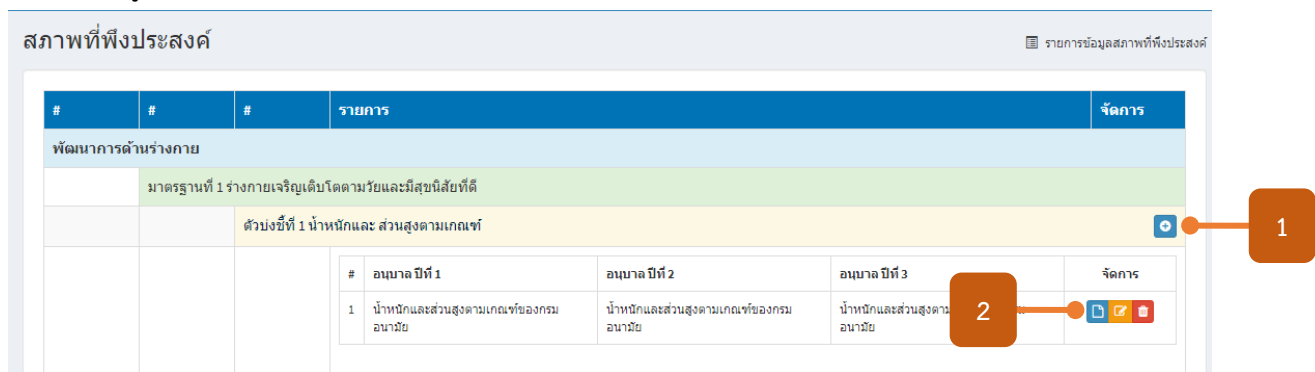 สภาพที่พึงประสงค์
รายการข้อมูลสภาพที่พึงประสงค์
# # # รายการ จัดการ
พัฒนาการด้านร่างกาย
มาตรฐานที่ 1 ร่างกายเจริญเติบโตตามวัยและมีสุขนิสัยที่ดี
ตัวบ่งชี้ที่ 1 น้ำหนักและ ส่วนสูงตามเกณฑ์
1
# อนุบาล ปีที่ 1 อนุบาล ปีที่ 2 อนุบาล ปีที่ 3 จัดการ
1 น้ำหนักและส่วนสูงตามเกณฑ์ของกรม น้ำหนักและส่วนสูงตามเกณฑ์ของกรม น้ำหนักและส่วนสูงตาม 2
อนามัย อนามัย อนามัย